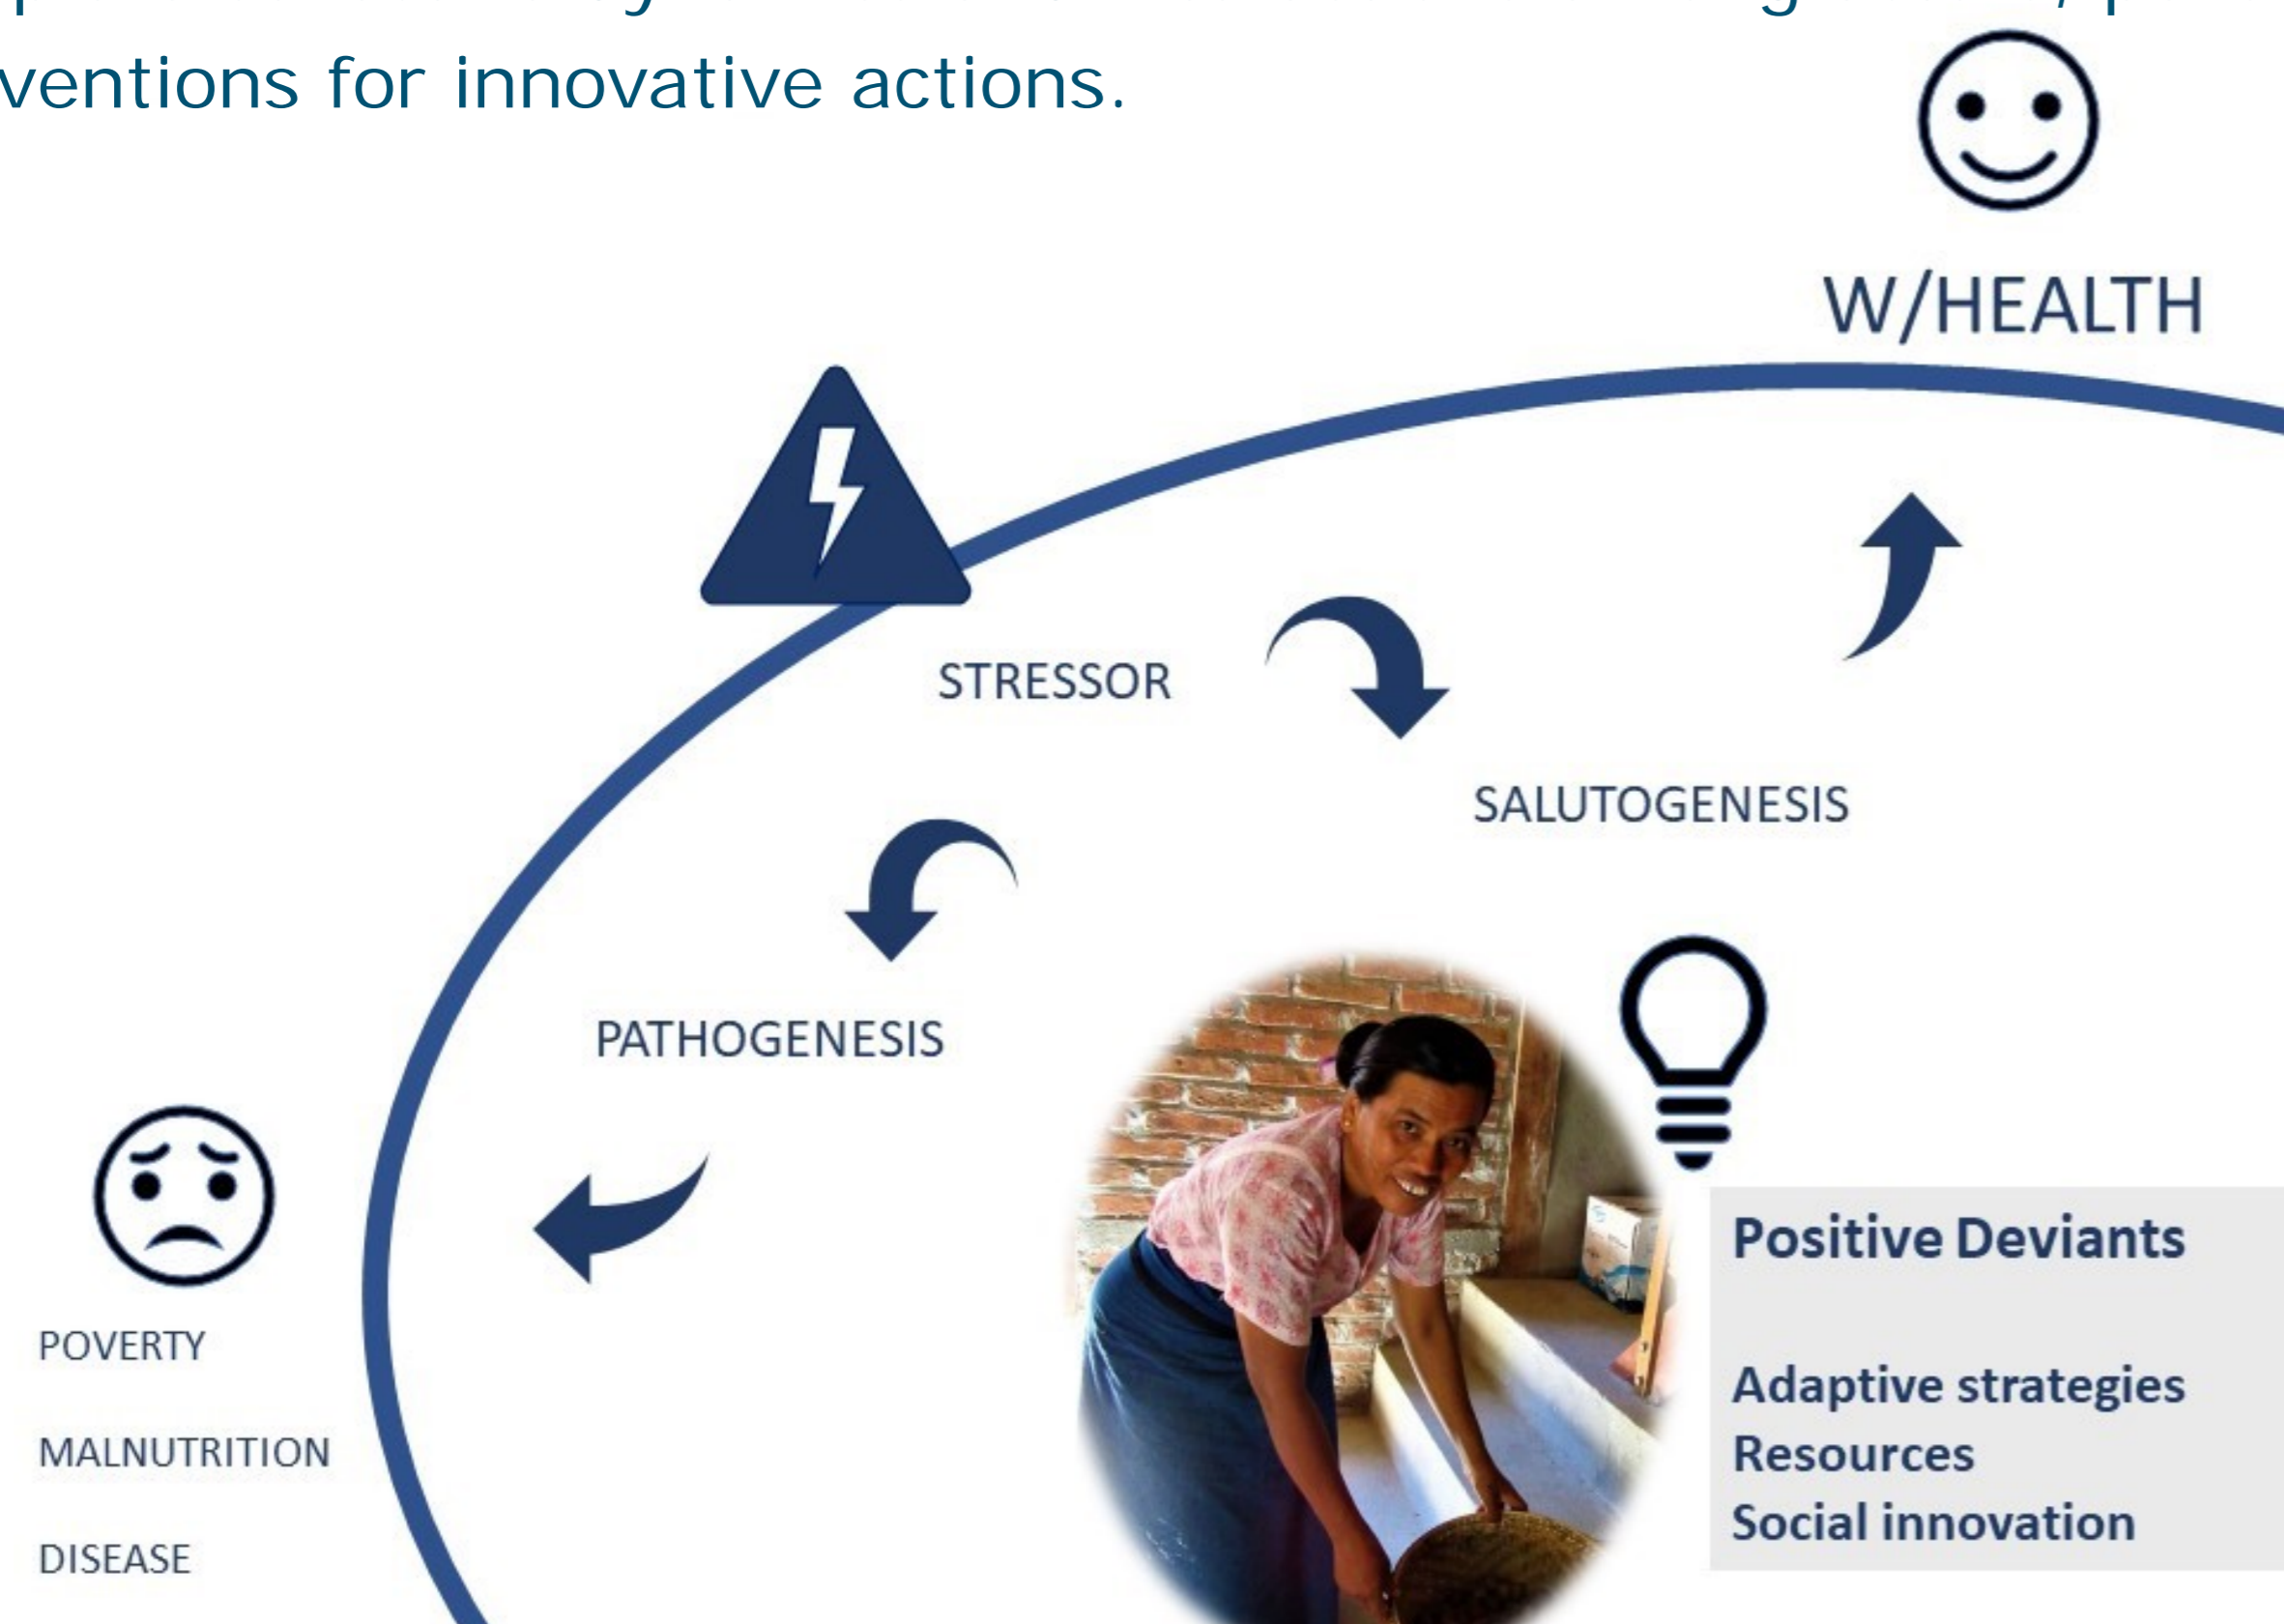 ventions for innovative actions.
W/HEALTH
STRESSOR
SALUTOGENESIS
PATHOGENESIS
POVERTY
MALNUTRITION
DISEASE
Positive Deviants
Adaptive strategies
Resources
Social innovation